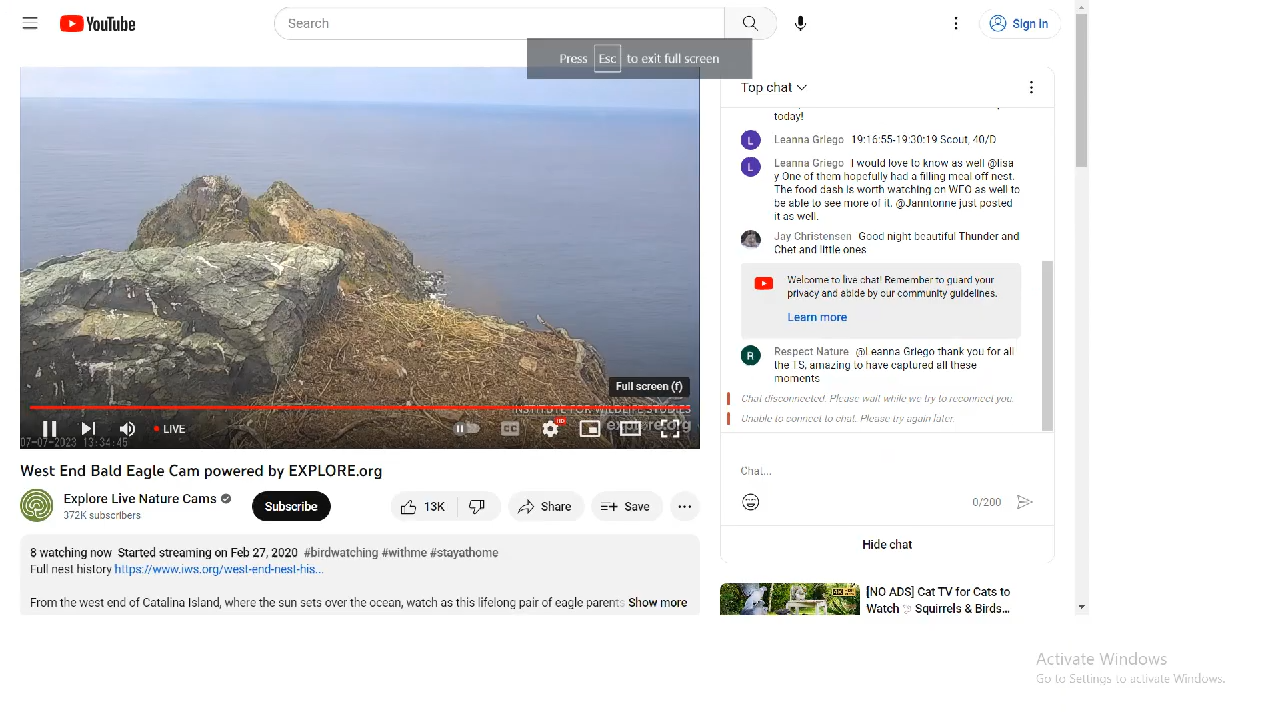 YouTube
Search
Sign in
Press Esc to exit full screen
Top chat
today!
Leanna Griego 19:16:55-19:30:19 Scout, 40/D
Leanna Griego I would love to know as well @lisa
y One of them hopefully had a filling meal off nest.
The food dash is worth watching on WEO as well to
be able to see more of it. @Janntonne just posted
it as well.
Jay Christensen Good night beautiful Thunder and
Chet and little ones
Welcome to live chat! Remember to guard your
privacy and abide by our community guidelines.
Learn more
Respect Nature @Leanna Griego thank you for all
the TS, amazing to have captured all these
moments
Chat disconnected. Please wait while we try to reconnect you.
Unable to connect to chat. Please try again later.
Chat...
0/200
Hide chat
Full screen (f)
INSTITUTE FOR WILDLIFE STUDIES
explore.org
LIVE
HD
CC
07-07-2023 13:34:45
West End Bald Eagle Cam powered by EXPLORE.org
Explore Live Nature Cams
372K subscribers
Subscribe
13K
Share
Save
8 watching now Started streaming on Feb 27, 2020 #birdwatching #withme #stayathome
Full nest history https://www.iws.org/west-end-nest-his...
From the west end of Catalina Island, where the sun sets over the ocean, watch as this lifelong pair of eagle parents Show more
[NO ADS] Cat TV for Cats to
Watch 🕊 Squirrels & Birds...
Activate Windows
Go to Settings to activate Windows.